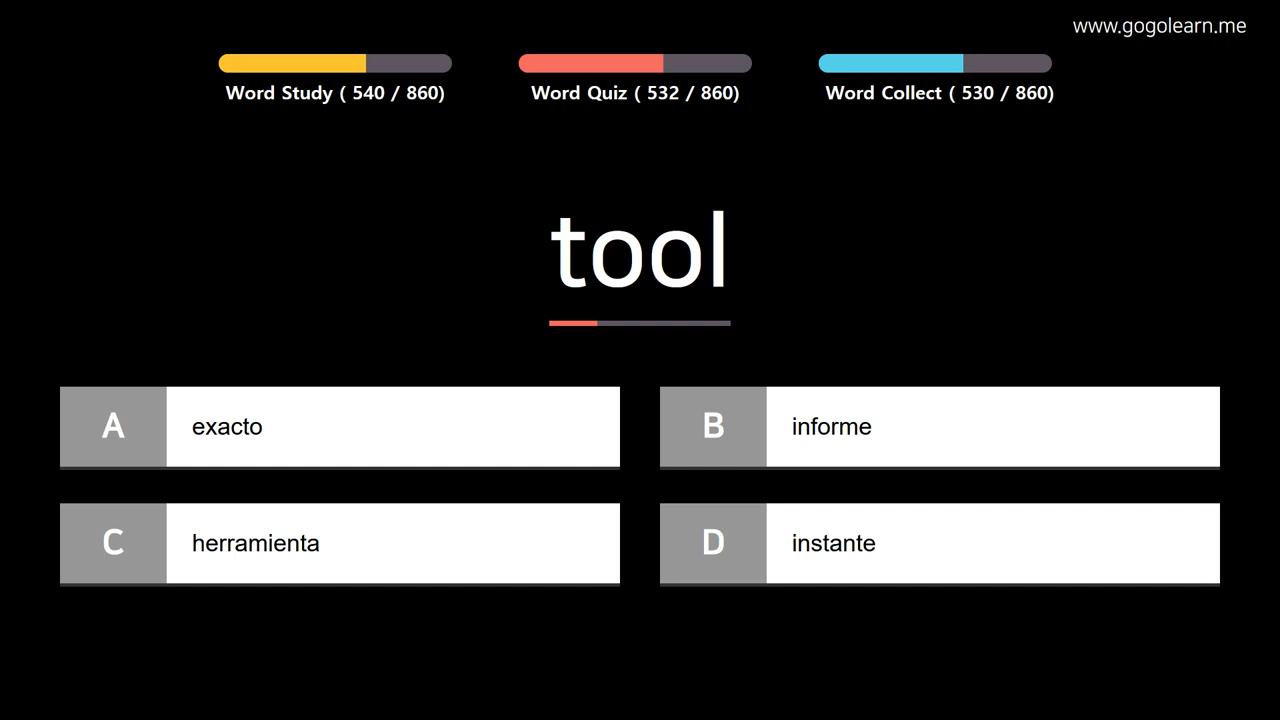 www.gogolearn.me
Word Study ( 540 / 860)
Word Quiz ( 532 / 860)
Word Collect ( 530 / 860)
tool
A exacto
B informe
C herramienta
D instante